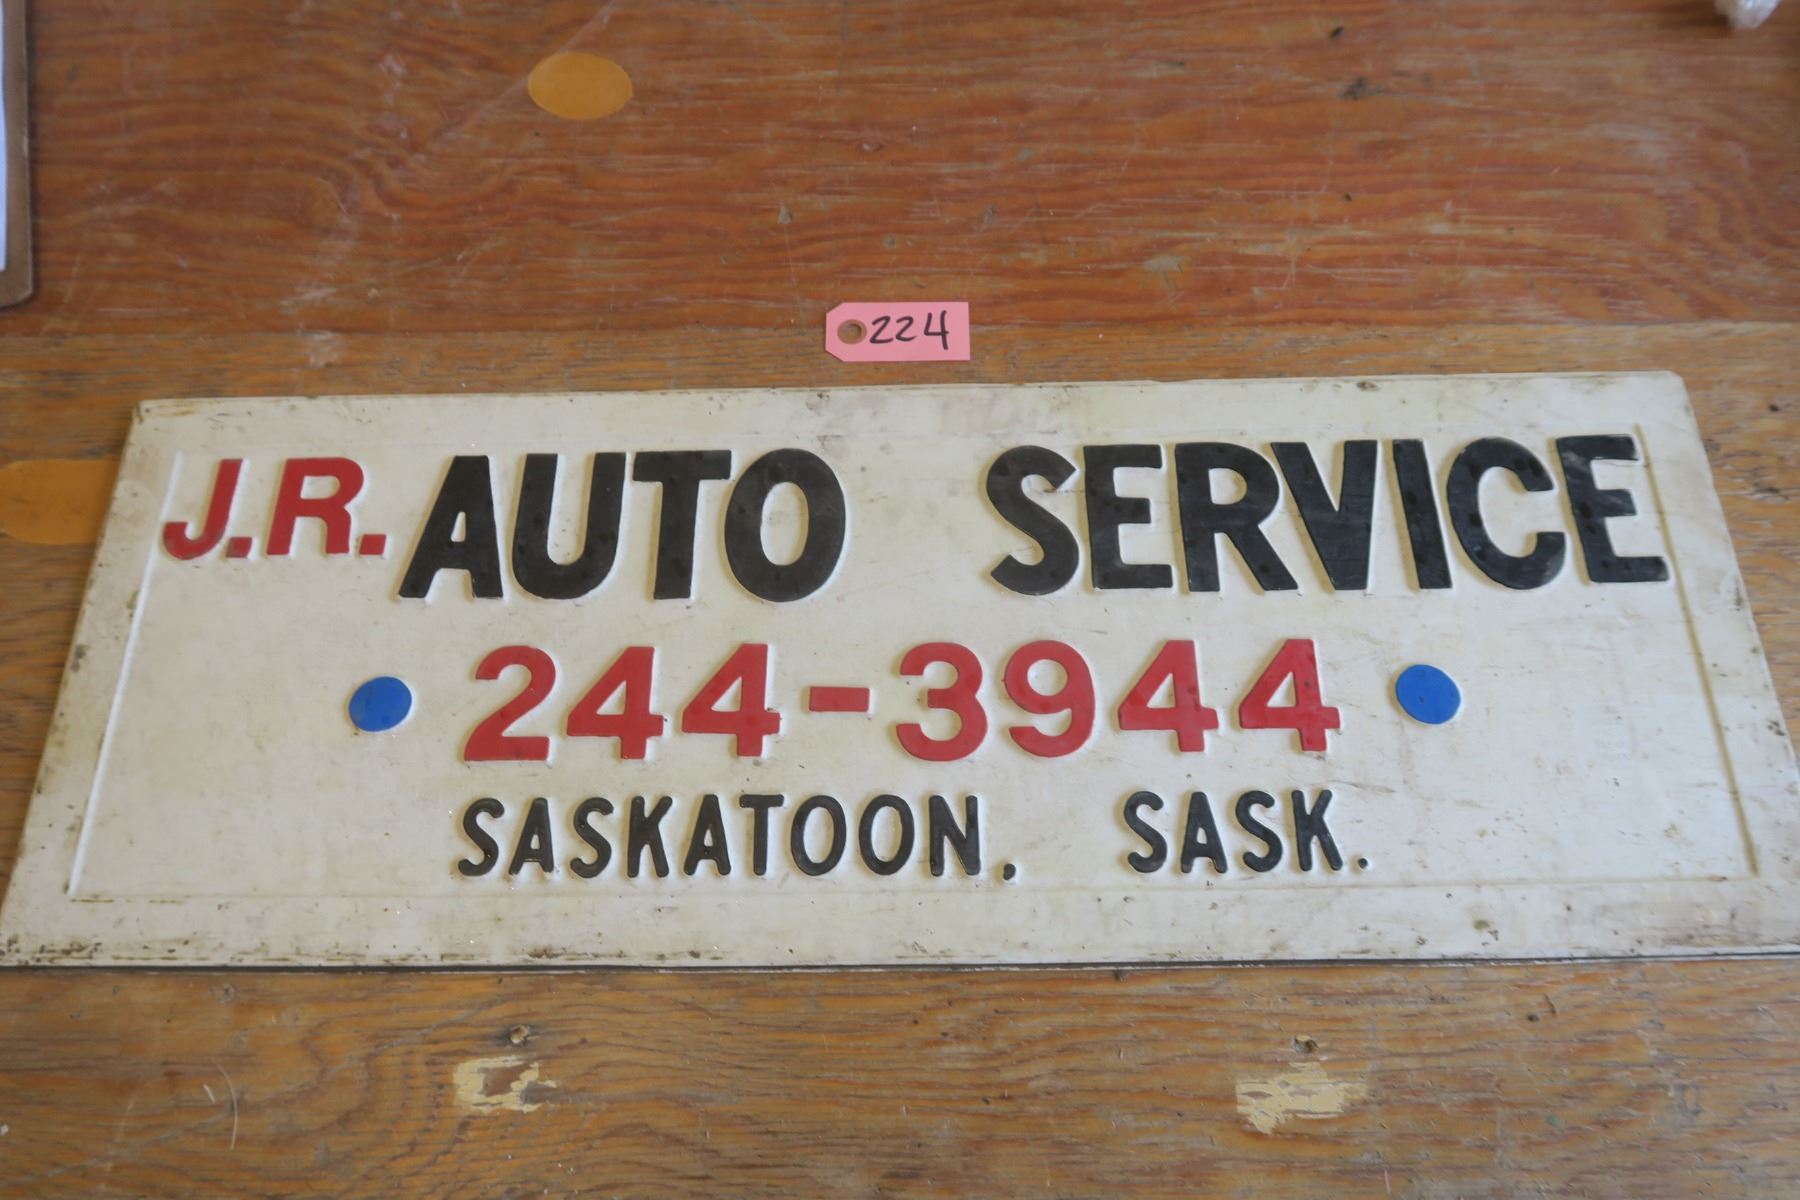 224
J.R. AUTO SERVICE
244-3944
SASKATOON, SASK.